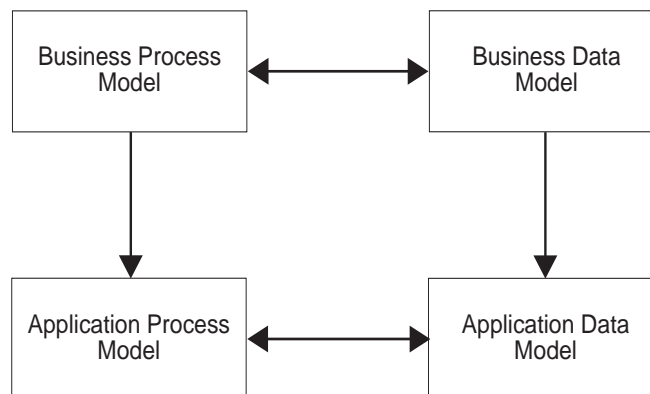 Business Process
Model
Business Data
Model
Application Process
Model
Application Data
Model